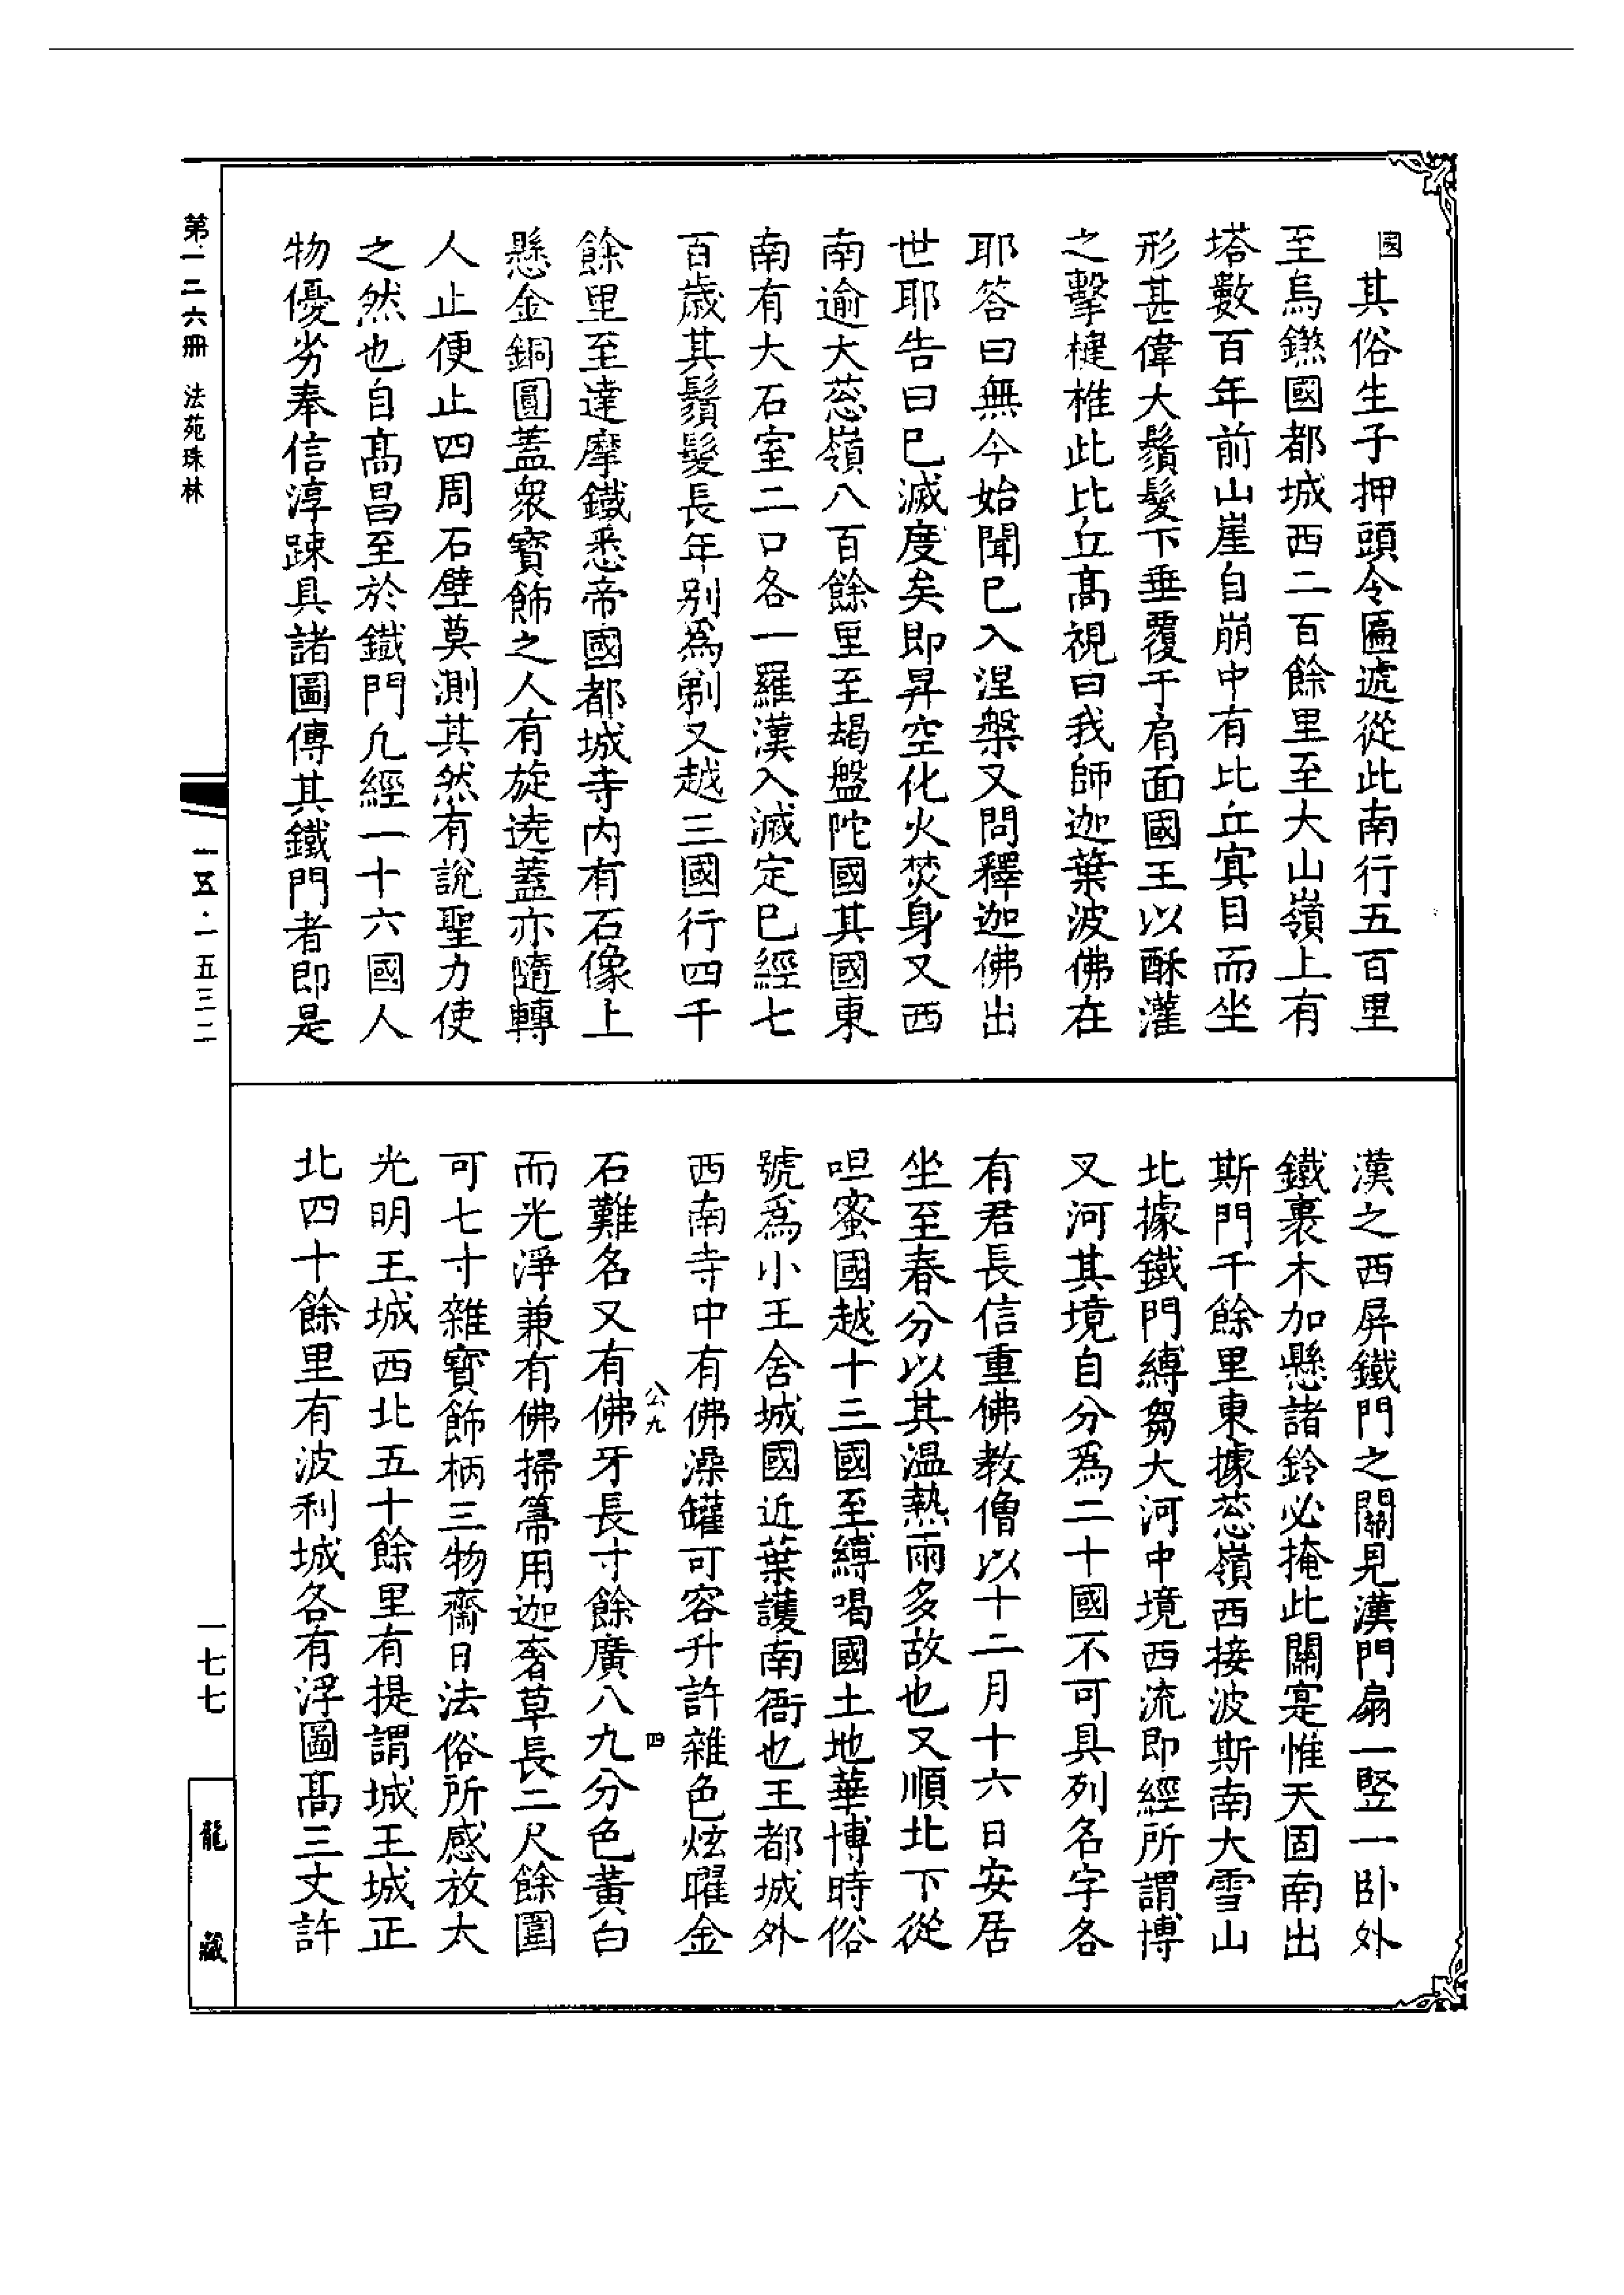 國其俗生子押頭令匾遞從此南行五百里
至烏鎩國都城西二百餘里至大山嶺上有
塔數百年前山崖自崩中有比丘㝠目而坐
形甚偉大鬚髮下垂覆于肩面國王以酥灌
之擊楗椎此比丘髙視曰我師迦葉波佛在
耶答曰無今始聞已入涅槃又問釋迦佛出
世耶告曰已滅度矣即昇空化火焚身又西
南逾大蔥嶺八百餘里至朅盤陀國其國東
南有大石室二口各一羅漢入滅定已經七
百歲其鬚髮長年別為剃又越三國行四千
餘里至達摩鐵悉帝國都城寺內有石像上
懸金銅圓蓋衆寶飾之人有旋遶蓋亦隨轉
人止便止四周石壁莫測其然有說聖力使
之然也自髙昌至於鐵門凣經一十六國人
物優劣奉信淳踈具諸圖傳其鐵門者即是
漢之西屏鐵門之關見漢門扇一竪一卧外
鐵裹木加懸諸鈴必掩此關寔惟天固南出
斯門千餘里東據蔥嶺西接波斯南大雪山
北據鐵門縛芻大河中境西流即經所謂博
叉河其境自分為二十國不可具列名字各
有君長信重佛教僧以十二月十六日安居
坐至春分以其温熱雨多故也又順北下從
呾蜜國越十三國至縛喝國土地華博時俗
號為小王舍城國近葉護南衙也王都城外
西南寺中有佛澡罐可容升許雜色炫曜金
石難名又有佛牙長寸餘廣八九分色黃白
而光淨兼有佛掃箒用迦奢草長二尺餘圍
可七寸雜寶飾柄三物齋日法俗所感放大
光明王城西北五十餘里有提謂城王城正
北四十餘里有波利城各有浮圖髙三丈許
公九
四
第一二六冊 法苑珠林
一五·一五三二
一七七
龍藏